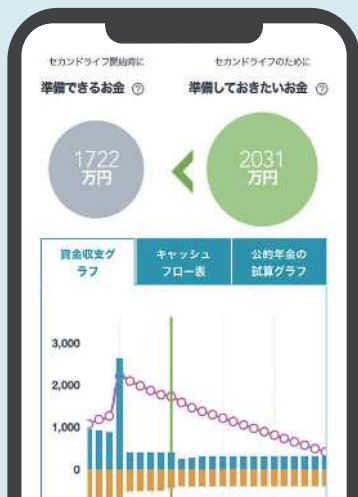 セカンドライフ開始時に
準備できるお金 ?
セカンドライフのために
準備しておきたいお金 ?
1722
万円
<
2031
万円
資金収支グ
ラフ
キャッシュ
フロー表
公的年金の
試算グラフ
3,000
2,000
1,000
0